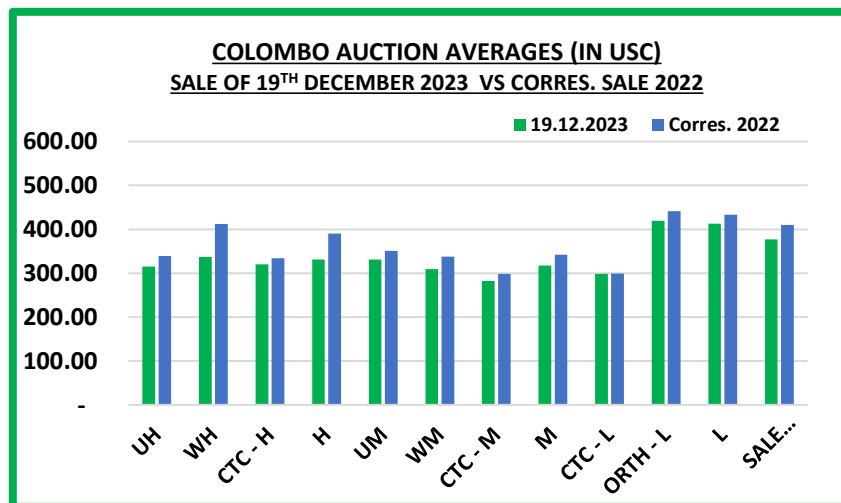 COLOMBO AUCTION AVERAGES (IN USC)
SALE OF 19TH DECEMBER 2023 VS CORRES. SALE 2022
19.12.2023 Corres. 2022
600.00
500.00
400.00
300.00
200.00
100.00
-
UH
WH
CTC - H
H
UM
WM
CTC - M
M
CTC - L
ORTH - L
L
SALE...